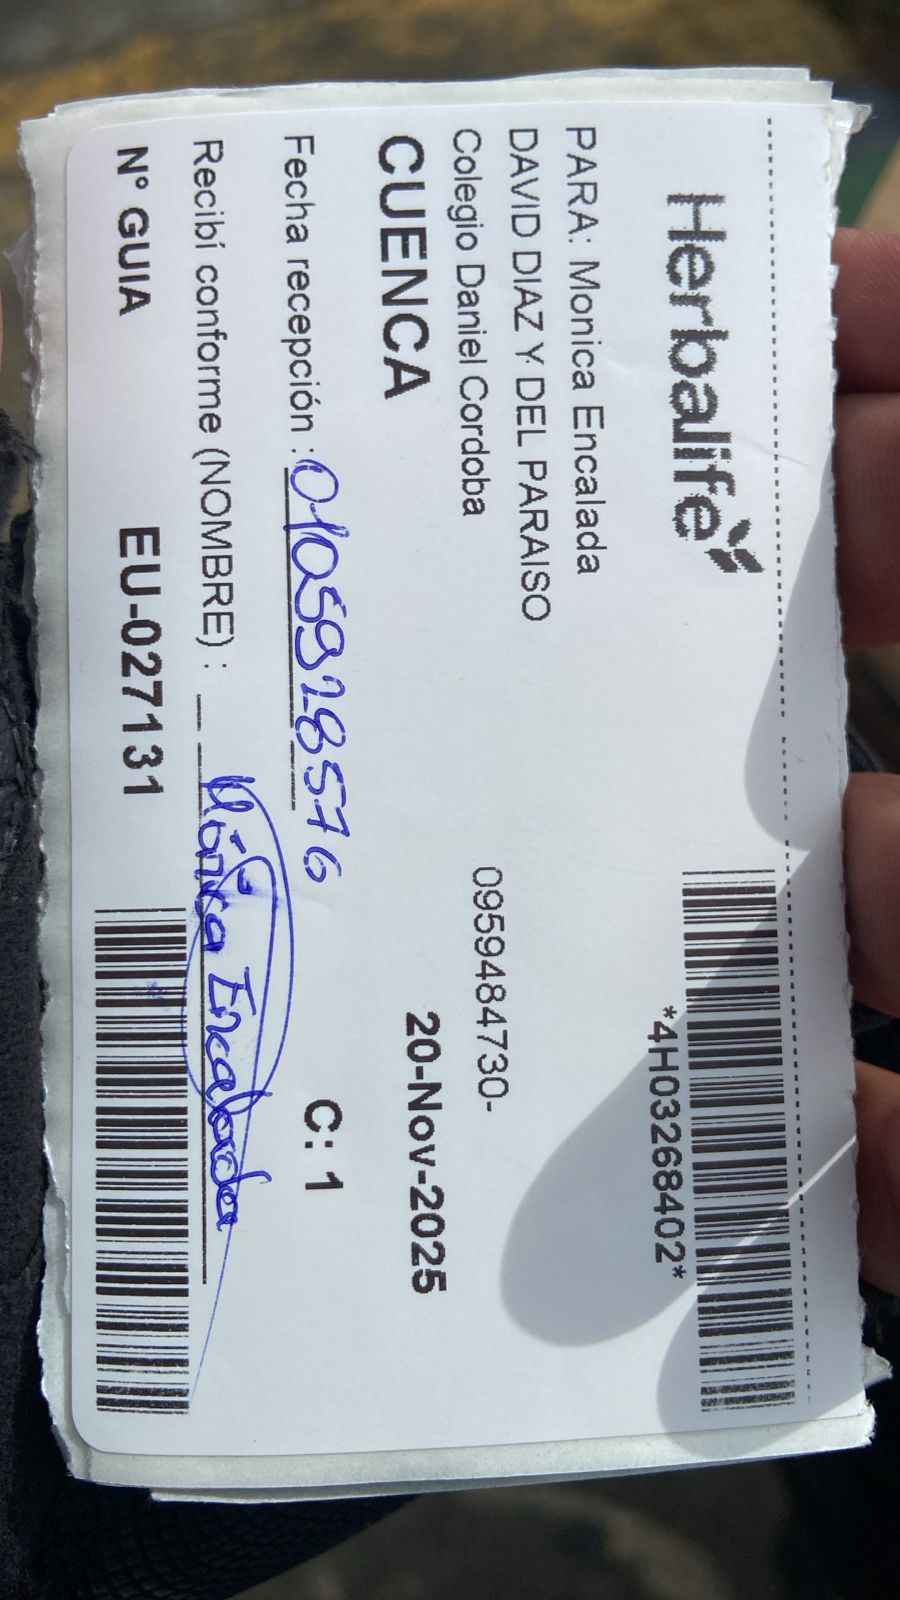 Herbalife
*4H03268402*
PARA: Monica Encalada
DAVID DIAZ Y DEL PARAISO
Colegio Daniel Cordoba
0959484730-
CUENCA
20-Nov-2025
Fecha recepción : 0105928576
C: 1
Recibí conforme (NOMBRE) : Mónica Encalada
N° GUIA EU-027131